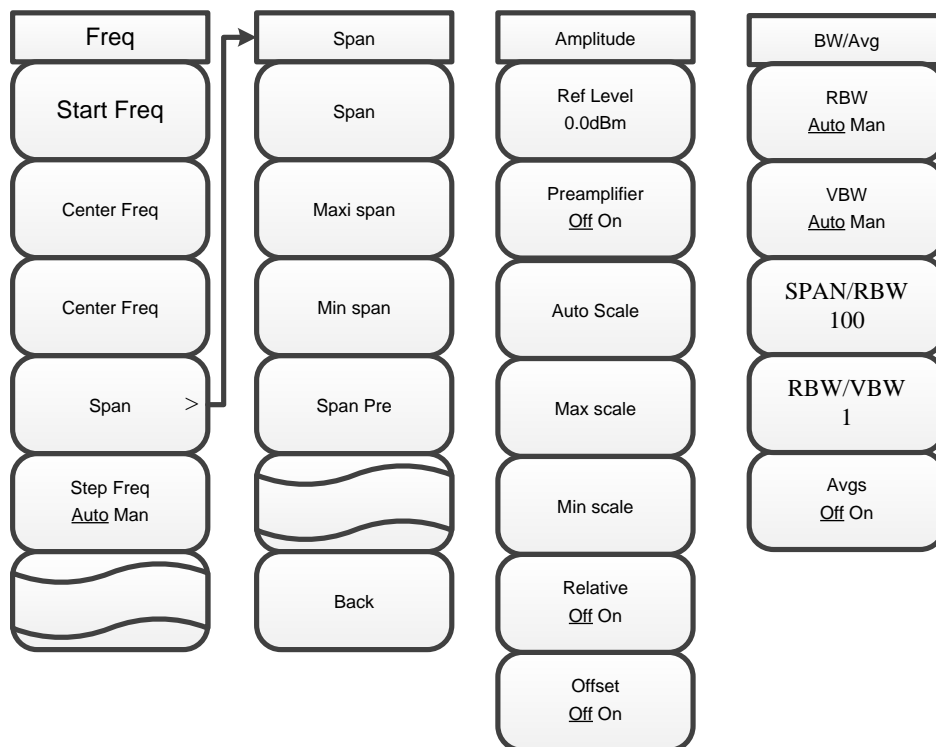 Freq
Start Freq
Center Freq
Center Freq
Span >
Step Freq
Auto Man
Span
Span
Maxi span
Min span
Span Pre
Back
Amplitude
Ref Level
0.0dBm
Preamplifier
Off On
Auto Scale
Max scale
Min scale
Relative
Off On
Offset
Off On
BW/Avg
RBW
Auto Man
VBW
Auto Man
SPAN/RBW
100
RBW/VBW
1
Avgs
Off On